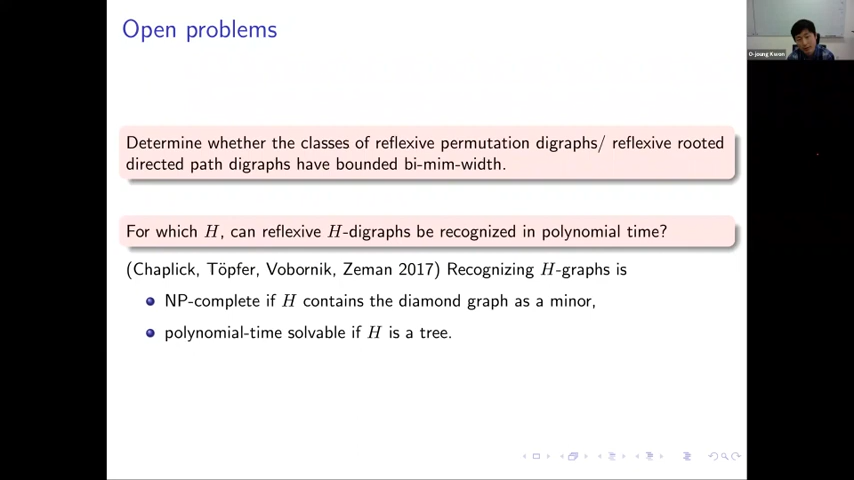 Open problems
O-joung Kwon
Determine whether the classes of reflexive permutation digraphs/ reflexive rooted
directed path digraphs have bounded bi-mim-width.
For which H, can reflexive H-digraphs be recognized in polynomial time?
(Chaplick, Töpfer, Vobornik, Zeman 2017) Recognizing H-graphs is
NP-complete if H contains the diamond graph as a minor,
polynomial-time solvable if H is a tree.